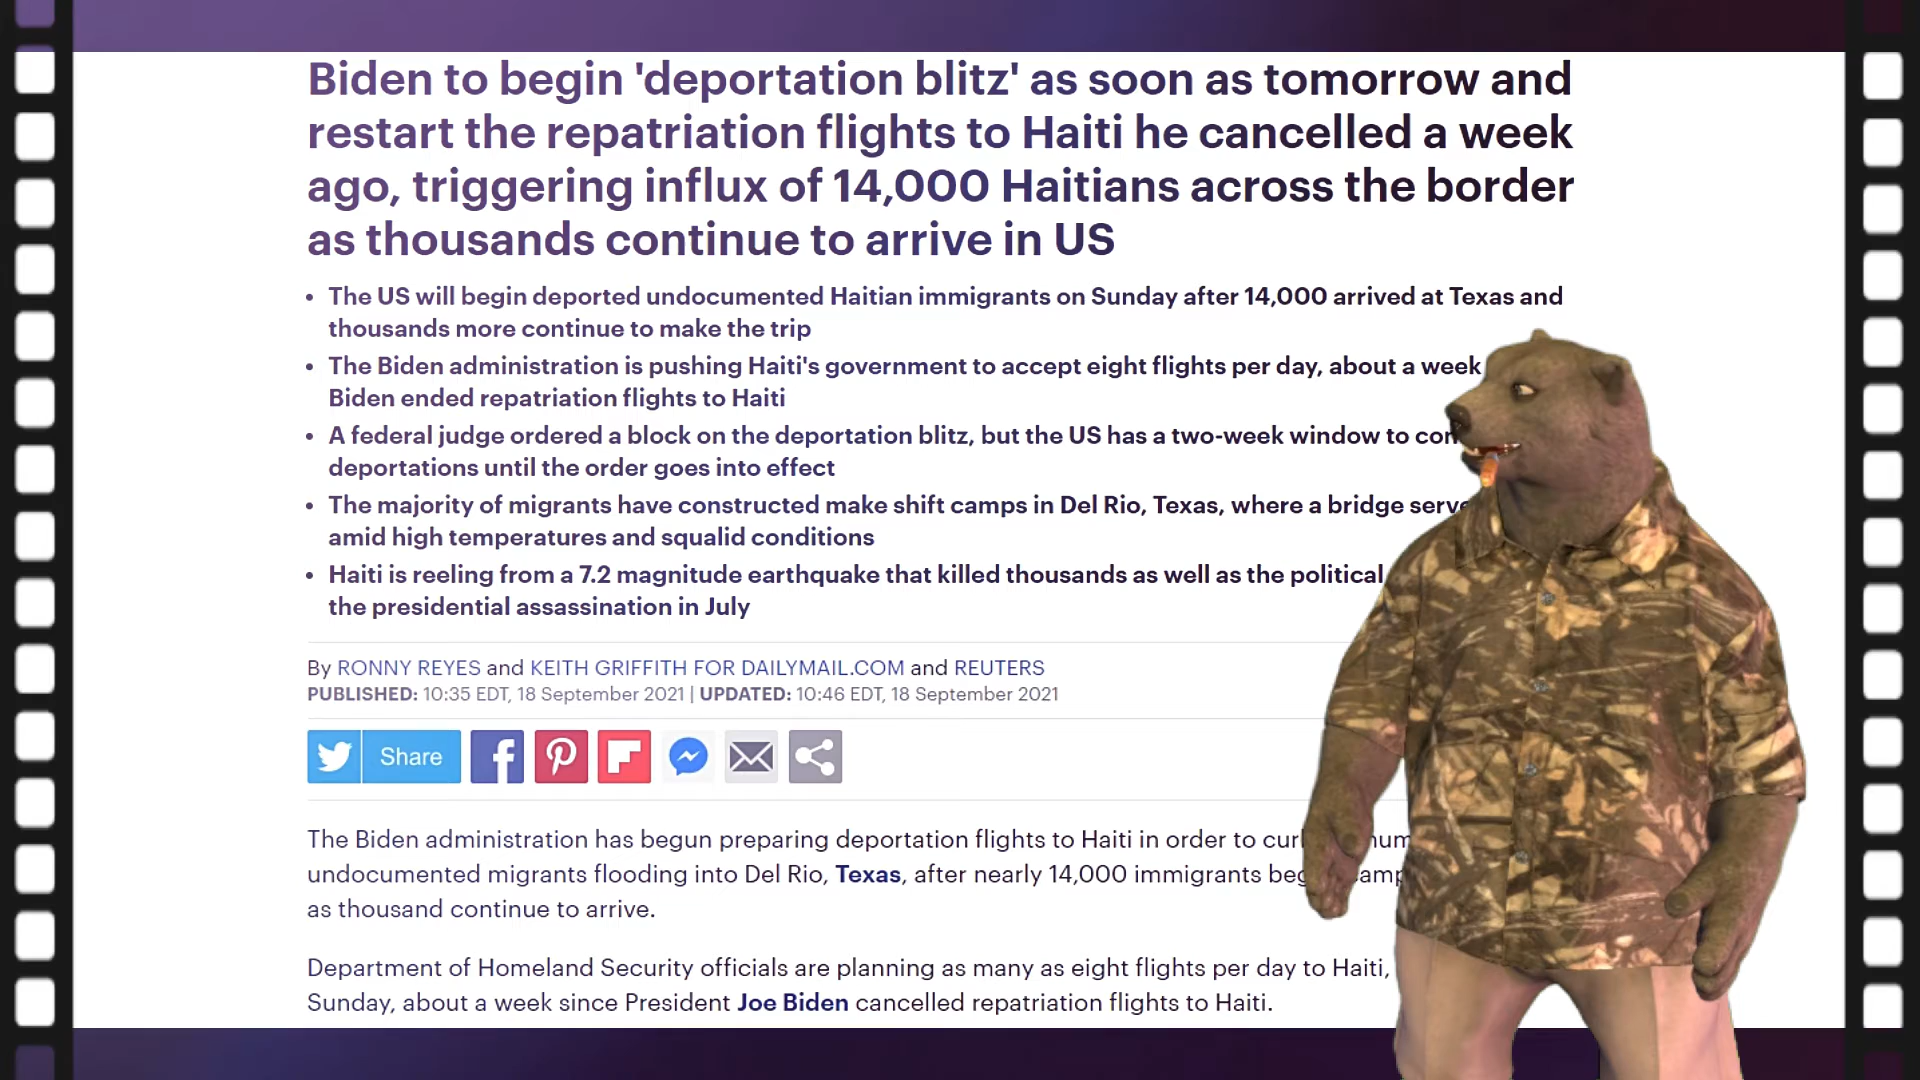 Biden to begin 'deportation blitz' as soon as tomorrow and
restart the repatriation flights to Haiti he cancelled a week
ago, triggering influx of 14,000 Haitians across the border
as thousands continue to arrive in US
• The US will begin deported undocumented Haitian immigrants on Sunday after 14,000 arrived at Texas and
thousands more continue to make the trip
• The Biden administration is pushing Haiti's government to accept eight flights per day, about a week
Biden ended repatriation flights to Haiti
• A federal judge ordered a block on the deportation blitz, but the US has a two-week window to
deportations until the order goes into effect
• The majority of migrants have constructed make shift camps in Del Rio, Texas, where a bridge
amid high temperatures and squalid conditions
• Haiti is reeling from a 7.2 magnitude earthquake that killed thousands as well as the political
the presidential assassination in July
By RONNY REYES and KEITH GRIFFITH FOR DAILYMAIL.COM and REUTERS
PUBLISHED: 10:35 EDT, 18 September 2021 | UPDATED: 10:46 EDT, 18 September 2021
Share
The Biden administration has begun preparing deportation flights to Haiti in order to
undocumented migrants flooding into Del Rio, Texas, after nearly 14,000 immigrants
as thousand continue to arrive.
Department of Homeland Security officials are planning as many as eight flights per day to Haiti,
Sunday, about a week since President Joe Biden cancelled repatriation flights to Haiti.